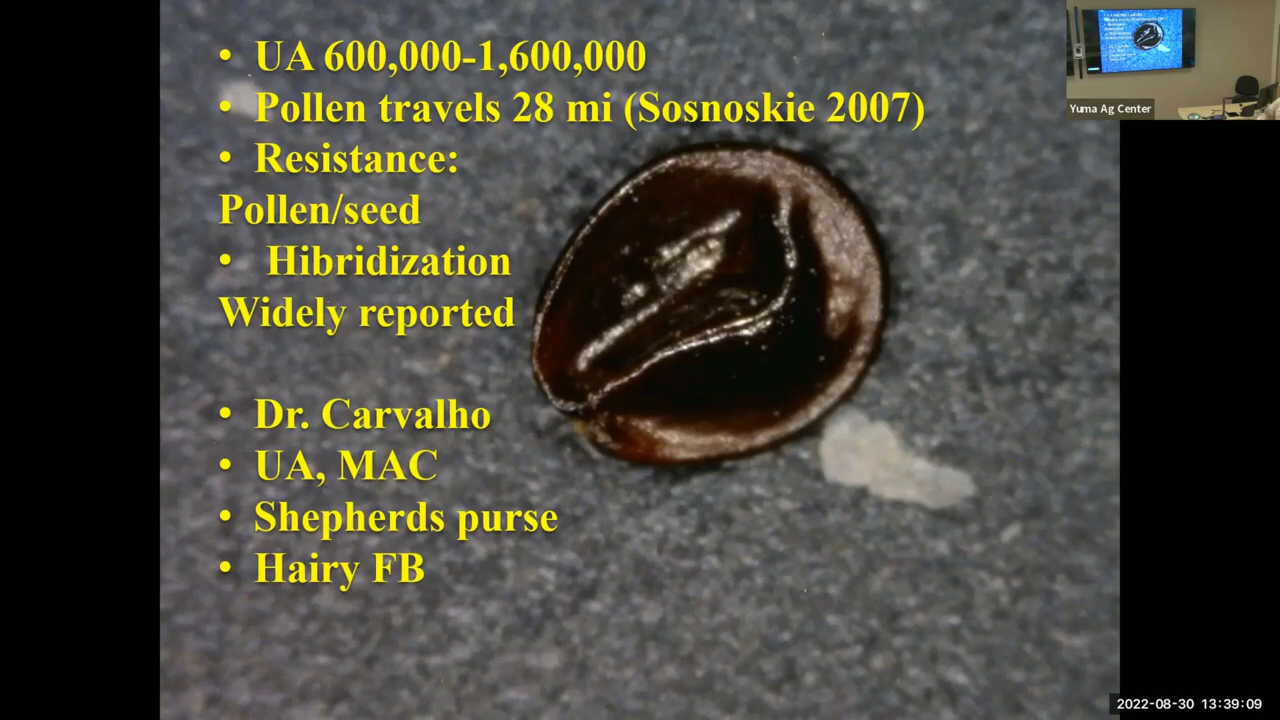 • UA 600,000-1,600,000
• Pollen travels 28 mi (Sosnoskie 2007)
• Resistance:
Pollen/seed
• Hibridization
Widely reported
• Dr. Carvalho
• UA, MAC
• Shepherds purse
• Hairy FB
Yuma Ag Center
2022-08-30 13:39:09